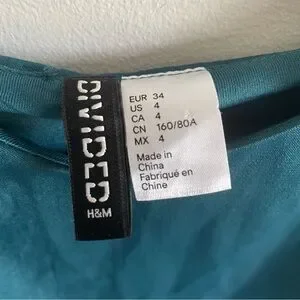 DIVIDED
H&M
EUR 34
US 4
CA 4
CN 160/80A
MX 4
Made in
China
Fabriqué en
Chine